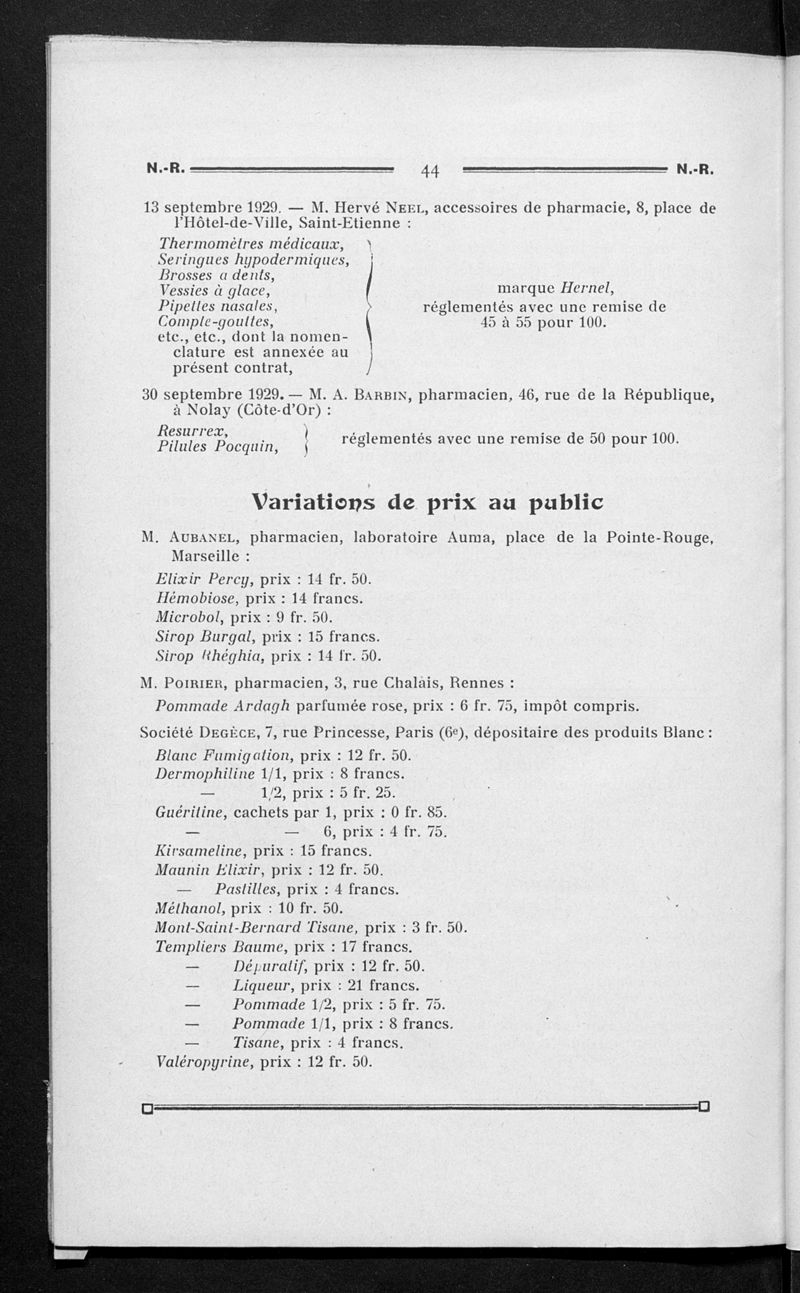 N.-R. 44 N.-R.
13 septembre 1929. — M. Hervé NEEL, accessoires de pharmacie, 8, place de
l'Hôtel-de-Ville, Saint-Etienne :
Thermomètres médicaux,
Seringues hypodermiques,
Brosses a dents,
Vessies à glace,
Pipettes nasales,
Compte-gouttes,
etc., etc., dont la nomen-
clature est annexée au
présent contrat,
marque Hernel,
réglementés avec une remise de
45 à 55 pour 100.
30 septembre 1929. — M. A. BARBIN, pharmacien, 46, rue de la République,
à Nolay (Côte-d'Or) :
Resurrex,
Pilules Pocquin,
réglementés avec une remise de 50 pour 100.
Variations de prix au public
M. AUBANEL, pharmacien, laboratoire Auma, place de la Pointe-Rouge,
Marseille :
Elixir Percy, prix : 14 fr. 50.
Hémobiose, prix : 14 francs.
Microbol, prix : 9 fr. 50.
Sirop Burgal, prix : 15 francs.
Sirop Rhéghia, prix : 14 fr. 50.
M. POIRIER, pharmacien, 3, rue Chalais, Rennes :
Pommade Ardagh parfumée rose, prix : 6 fr. 75, impôt compris.
Société DEGÈCE, 7, rue Princesse, Paris (6e), dépositaire des produits Blanc :
Blanc Fumigation, prix : 12 fr. 50.
Dermophiline 1/1, prix : 8 francs.
— 1/2, prix : 5 fr. 25.
Guéritine, cachets par 1, prix : 0 fr. 85.
— — 6, prix : 4 fr. 75.
Kirsameline, prix : 15 francs.
Maunin Elixir, prix : 12 fr. 50.
— Pastilles, prix : 4 francs.
Méthanol, prix : 10 fr. 50.
Mont-Saint-Bernard Tisane, prix : 3 fr. 50.
Templiers Baume, prix : 17 francs.
— Dépuratif, prix : 12 fr. 50.
— Liqueur, prix : 21 francs.
— Pommade 1/2, prix : 5 fr. 75.
— Pommade 1/1, prix : 8 francs.
— Tisane, prix : 4 francs.
Valéropyrine, prix : 12 fr. 50.